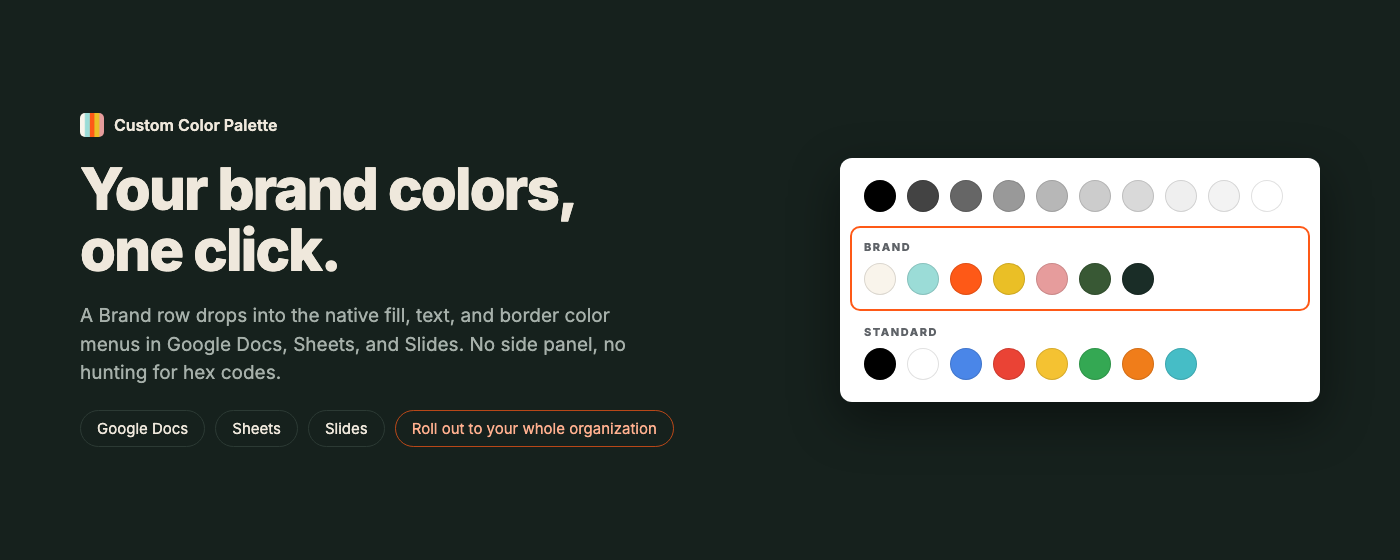 Custom Color Palette
Your brand colors,
one click.
A Brand row drops into the native fill, text, and border color
menus in Google Docs, Sheets, and Slides. No side panel, no
hunting for hex codes.
Google Docs
Sheets
Slides
Roll out to your whole organization
BRAND
STANDARD